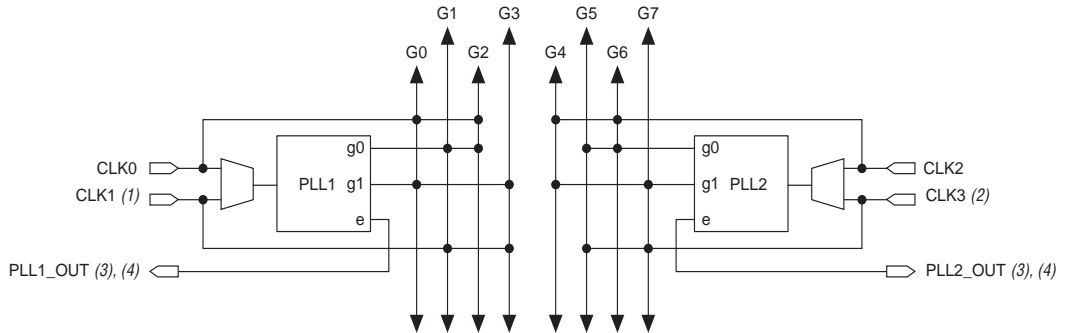 G1 G3 G5 G7
G0 G2 G4 G6
g0 g0
CLK0 CLK2
PLL1 g1 g1 PLL2
CLK1 (1) CLK3 (2)
e e
PLL1_OUT (3), (4) PLL2_OUT (3), (4)